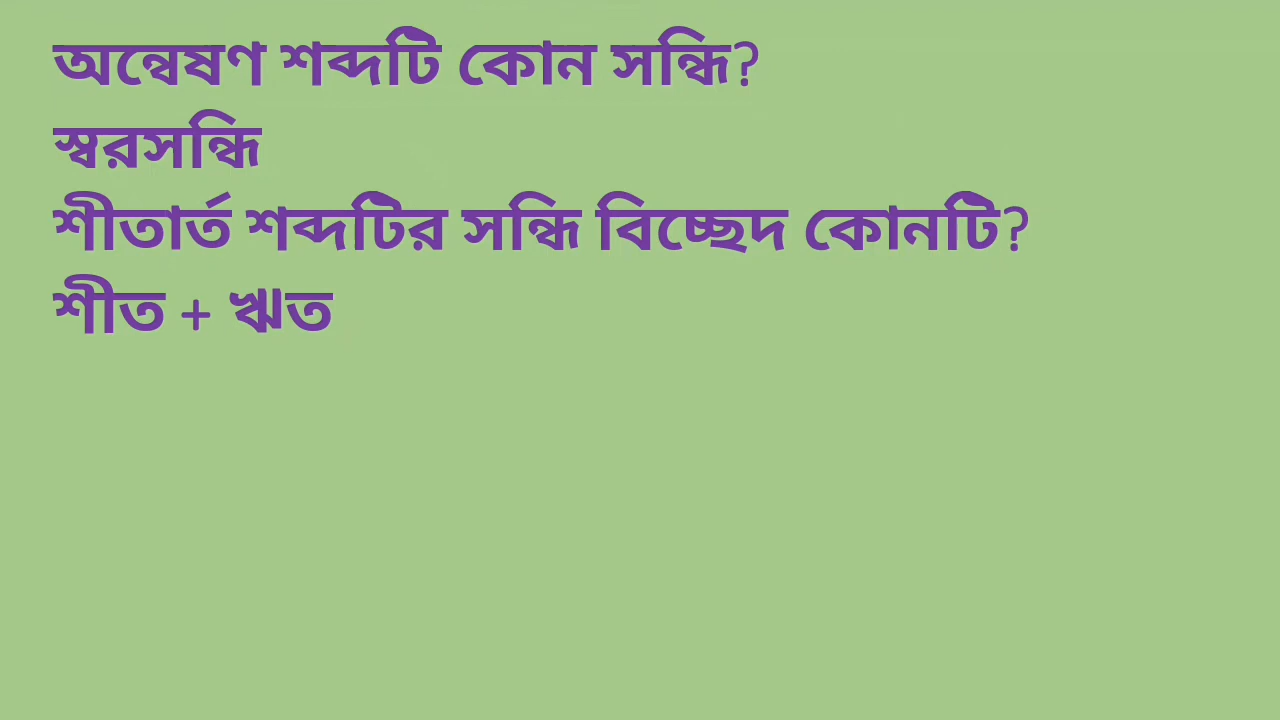 অন্বেষণ শব্দটি কোন সন্ধি?
স্বরসন্ধি
শীতার্ত শব্দটির সন্ধি বিচ্ছেদ কোনটি?
শীত + ঋত